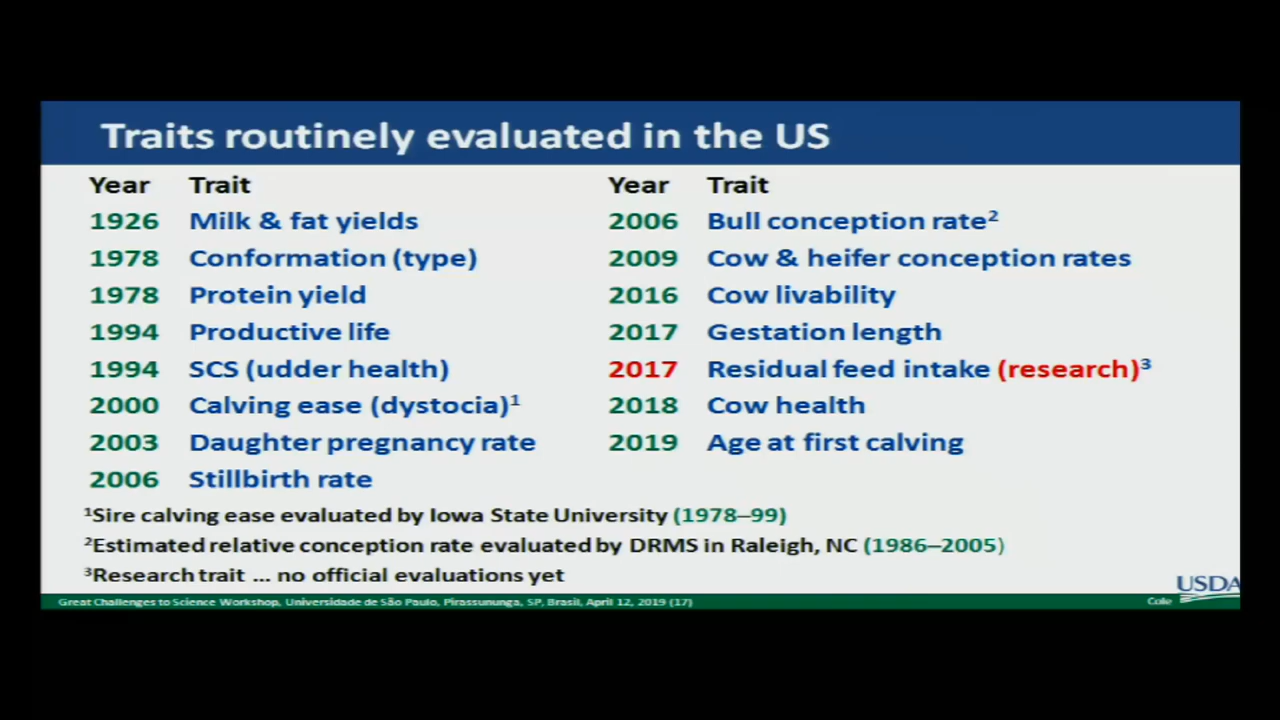 Traits routinely evaluated in the US
Year Trait
1926 Milk & fat yields
1978 Conformation (type)
1978 Protein yield
1994 Productive life
1994 SCS (udder health)
2000 Calving ease (dystocia)¹
2003 Daughter pregnancy rate
2006 Stillbirth rate
Year Trait
2006 Bull conception rate²
2009 Cow & heifer conception rates
2016 Cow livability
2017 Gestation length
2017 Residual feed intake (research)³
2018 Cow health
2019 Age at first calving
¹Sire calving ease evaluated by Iowa State University (1978–99)
²Estimated relative conception rate evaluated by DRMS in Raleigh, NC (1986–2005)
³Research trait ... no official evaluations yet
USDA
Great Challenges to Science Workshop, Universidade de São Paulo, Pirassununga, SP, Brasil, April 12, 2019 (17)
Cole